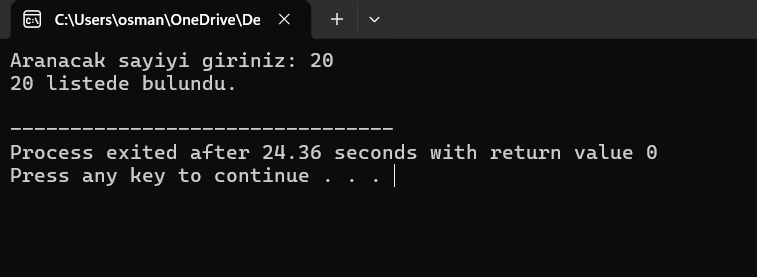 C:\Users\osman\OneDrive\De
Aranacak sayiyi giriniz: 20
20 listede bulundu.
--------------------------------
Process exited after 24.36 seconds with return value 0
Press any key to continue . . .